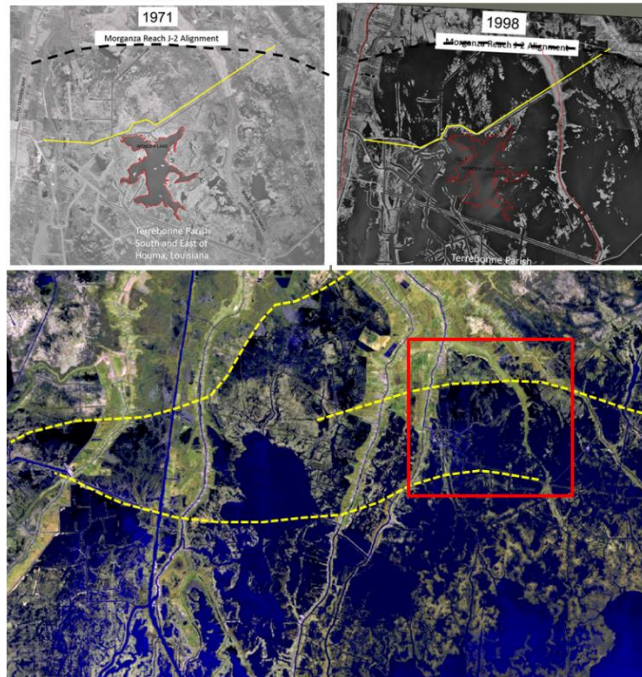 1971
Morganza Reach J-2 Alignment
Terrebonne Parish
South and East of
Houma, Louisiana
1998
Morganza Reach J-2 Alignment
Terrebonne Parish